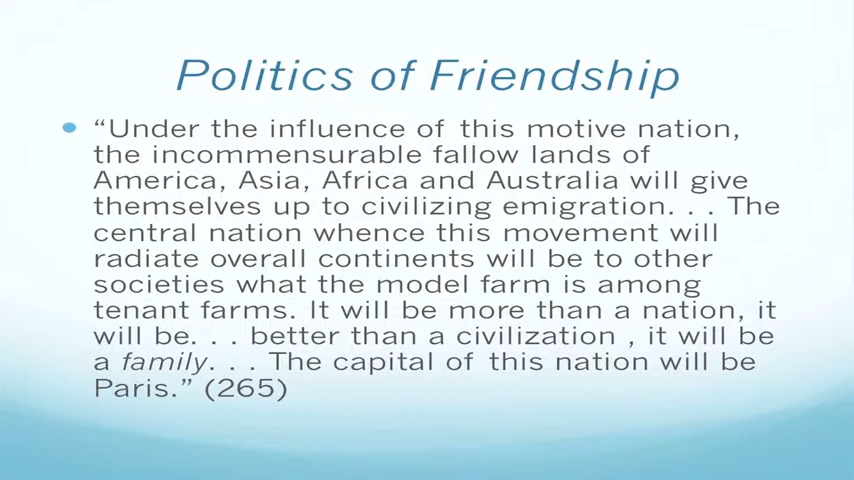 Politics of Friendship
• “Under the influence of this motive nation,
the incommensurable fallow lands of
America, Asia, Africa and Australia will give
themselves up to civilizing emigration. . . The
central nation whence this movement will
radiate overall continents will be to other
societies what the model farm is among
tenant farms. It will be more than a nation, it
will be. . . better than a civilization , it will be
a family. . . The capital of this nation will be
Paris.” (265)